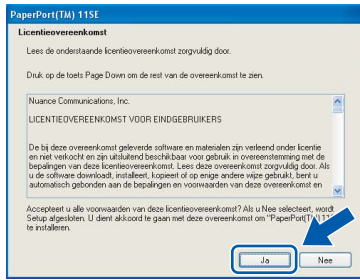 PaperPort(TM) 11SE
Licentieovereenkomst
Lees de onderstaande licentieovereenkomst zorgvuldig door.
Druk op de toets Page Down om de rest van de overeenkomst te zien.
Nuance Communications, Inc.
LICENTIEOVEREENKOMST VOOR EINDGEBRUIKERS
De bij deze overeenkomst geleverde software en materialen zijn verleend onder licentie
en niet verkocht en zijn uitsluitend beschikbaar voor gebruik in overeenstemming met de
bepalingen van deze licentieovereenkomst. Lees deze overeenkomst zorgvuldig door. Als
u de software downloadt, installeert, kopieert of op enige andere wijze gebruikt, bent u
automatisch gebonden aan de bepalingen en voorwaarden van deze overeenkomst en
Accepteert u alle voorwaarden van deze licentieovereenkomst? Als u Nee selecteert, wordt
Setup afgesloten. U dient akkoord te gaan met deze overeenkomst om "PaperPort(TM) 11
te installeren.
Ja
Nee